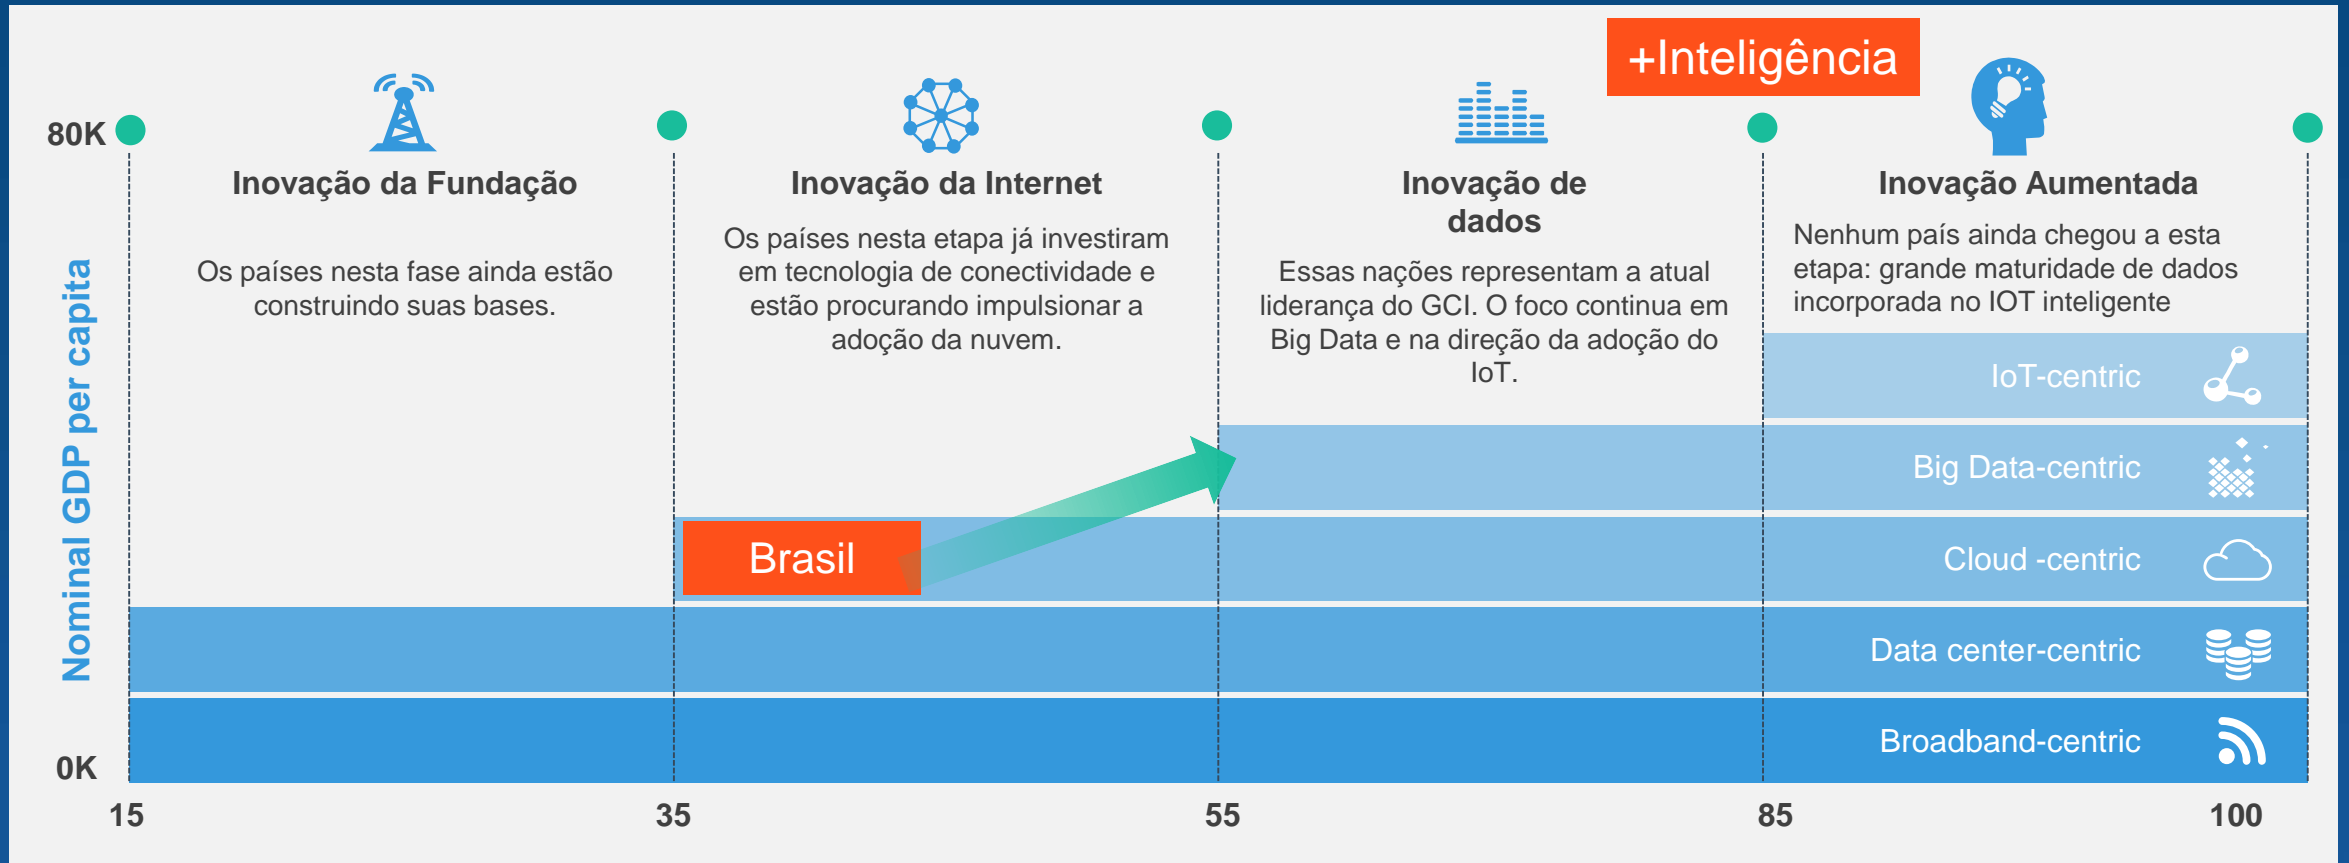 +Inteligência
80K
Inovação da Fundação
Os países nesta fase ainda estão
construindo suas bases.
Inovação da Internet
Os países nesta etapa já investiram
em tecnologia de conectividade e
estão procurando impulsionar a
adoção da nuvem.
Inovação de
dados
Essas nações representam a atual
liderança do GCI. O foco continua em
Big Data e na direção da adoção do
IoT.
Inovação Aumentada
Nenhum país ainda chegou a esta
etapa: grande maturidade de dados
incorporada no IOT inteligente
Nominal GDP per capita
IoT-centric
Big Data-centric
Brasil
Cloud -centric
Data center-centric
Broadband-centric
0K
15
35
55
85
100